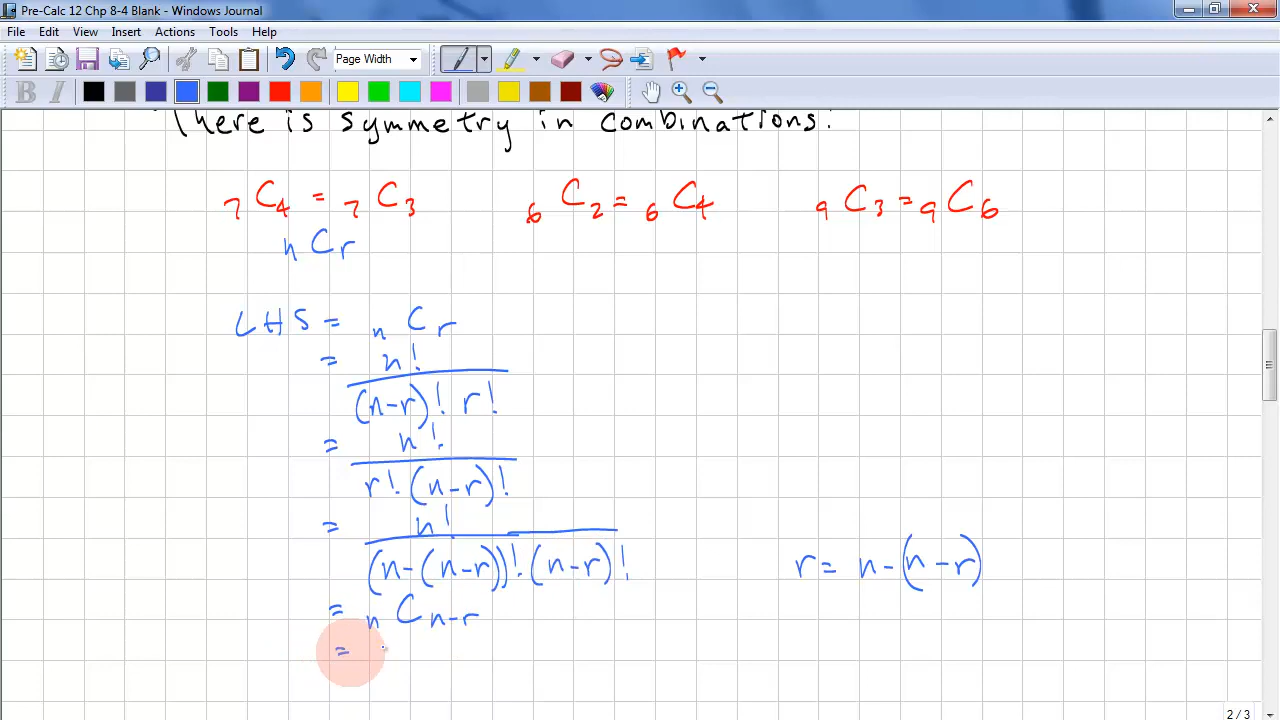 Pre-Calc 12 Chp 8-4 Blank - Windows Journal
File Edit View Insert Actions Tools Help
Page Width
B I
There is symmetry in combinations!
₇C₄ = ₇C₃ ₆C₂ = ₆C₄ ₉C₃ = ₉C₆
nCr
LHS = nCr
= n!
(n-r)! r!
= n!
r! (n-r)!
= n!
(n-(n-r))! (n-r)! r = n-(n-r)
= nCn-r
=
2/3